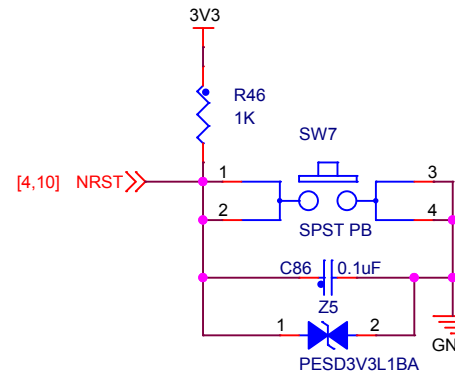 3V3
R46
1K
SW7
[4,10] NRST
1
3
2
4
SPST PB
C86 0.1uF
Z5
1
2
GN
PESD3V3L1BA